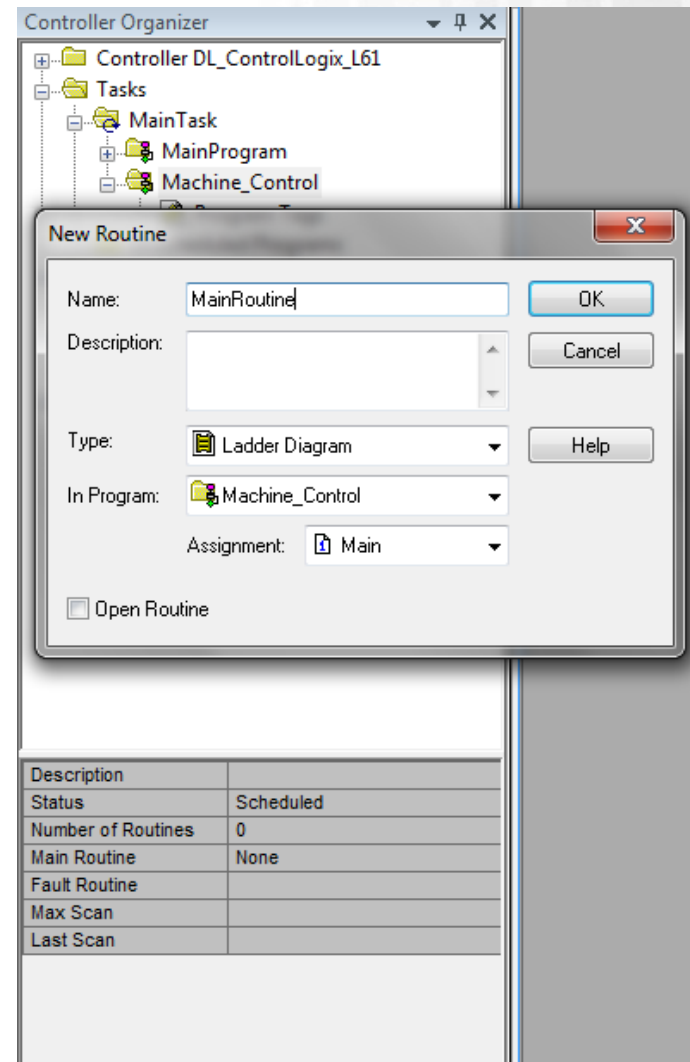 Controller Organizer
Controller DL_ControlLogix_L61
Tasks
MainTask
MainProgram
Machine_Control
New Routine
Name: MainRoutine OK
Description: Cancel
Type: Ladder Diagram Help
In Program: Machine_Control
Assignment: Main
Open Routine
Description
Status Scheduled
Number of Routines 0
Main Routine None
Fault Routine
Max Scan
Last Scan